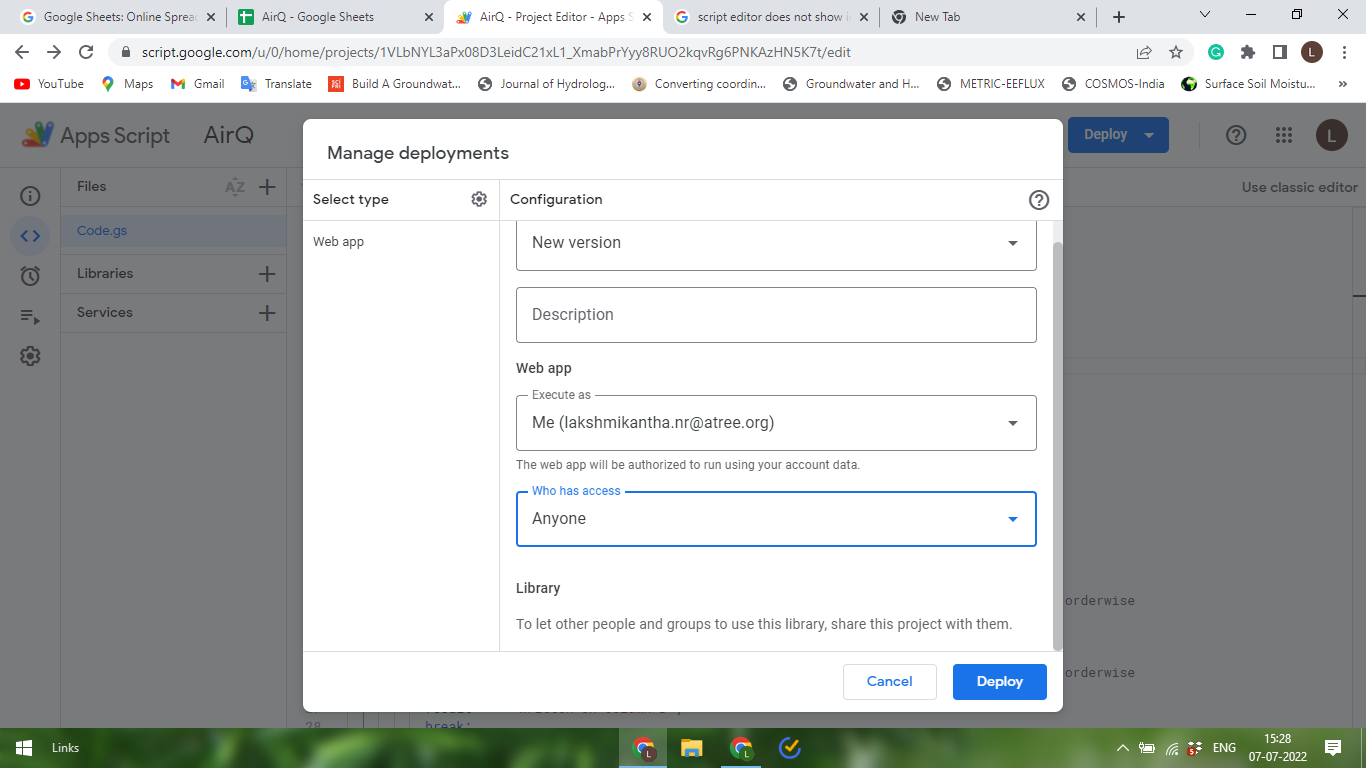 Google Sheets: Online Sprea
AirQ - Google Sheets
AirQ - Project Editor - Apps S
script editor does not show i
New Tab
script.google.com/u/0/home/projects/1VLbNYL3aPx08D3LeidC21xL1_XmabPrYyy8RUO2kqvRg6PNKAzHN5K7t/edit
L
YouTube
Maps
Gmail
Translate
Build A Groundwat...
Journal of Hydrolog...
Converting coordin...
Groundwater and H...
METRIC-EEFLUX
COSMOS-India
Surface Soil Moistu...
»
Apps Script
AirQ
Deploy
L
Manage deployments
Files
AZ
Select type
Configuration
Use classic editor
Code.gs
Web app
New version
Libraries
Services
Description
Web app
Execute as
Me (lakshmikantha.nr@atree.org)
The web app will be authorized to run using your account data.
Who has access
Anyone
Library
orderwise
To let other people and groups to use this library, share this project with them.
orderwise
Cancel
Deploy
28
break;
Links
ENG
15:28
07-07-2022